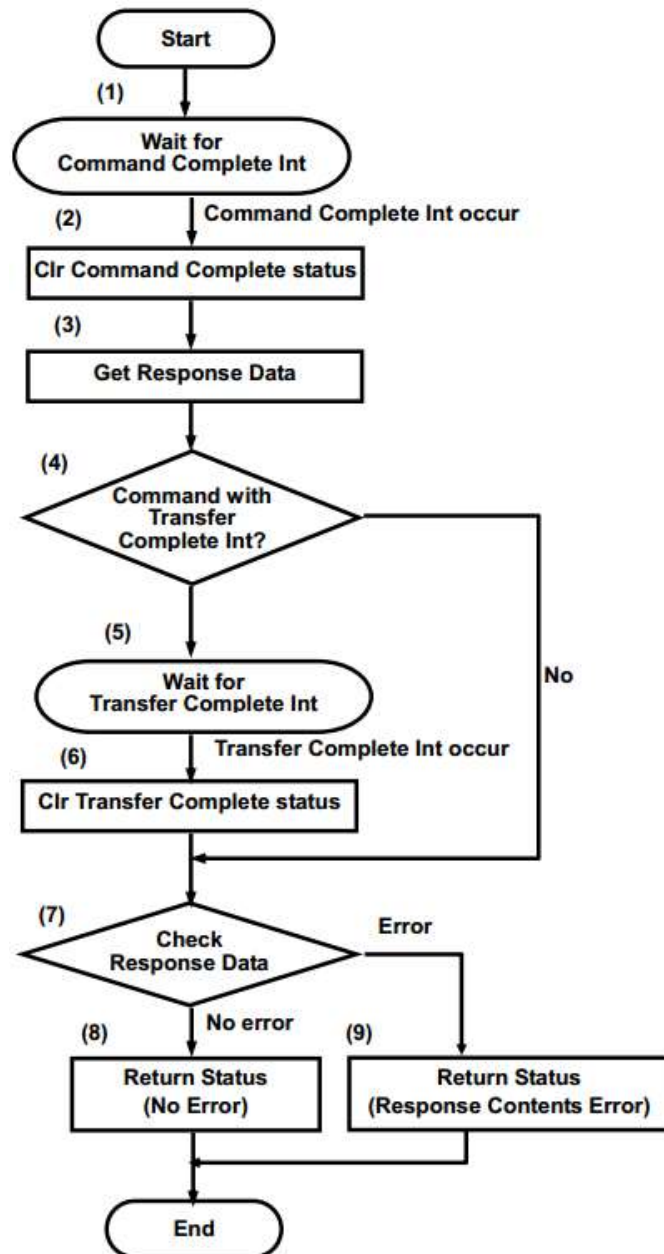 Start
(1)
Wait for
Command Complete Int
(2)
Command Complete Int occur
Clr Command Complete status
(3)
Get Response Data
(4)
Command with
Transfer
Complete Int?
(5)
No
Wait for
Transfer Complete Int
Transfer Complete Int occur
(6)
Clr Transfer Complete status
(7)
Error
Check
Response Data
No error
(8)
(9)
Return Status
(No Error)
Return Status
(Response Contents Error)
End